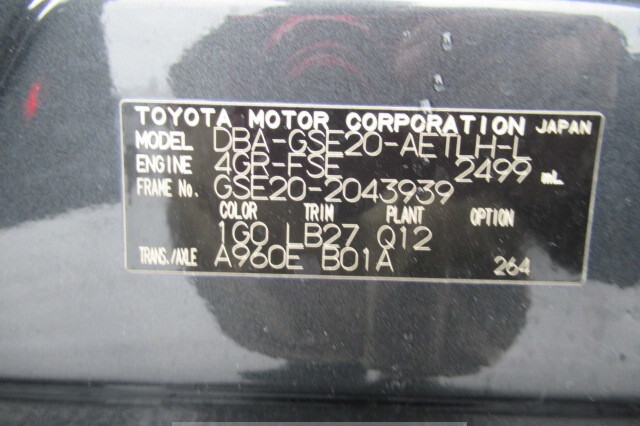 TOYOTA MOTOR CORPORATION JAPAN
MODEL DBA-GSE20-AETLH-L
ENGINE 4GR-FSE 2499 mL
FRAME NO. GSE20-2043939
COLOR TRIM PLANT OPTION
1G0 LB27 Q12
TRANS./AXLE A960E B01A 264